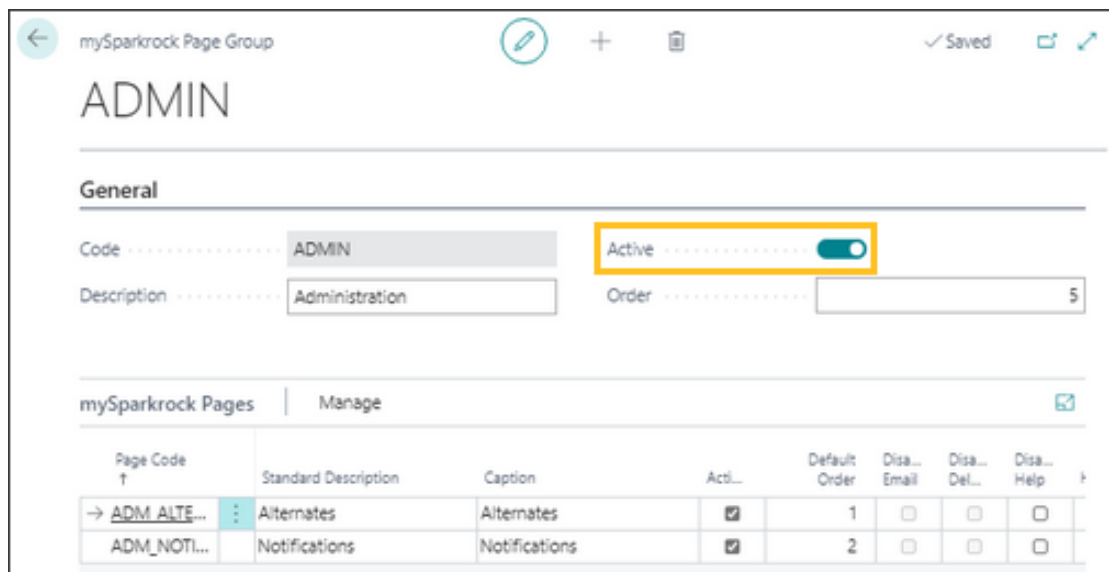 mySparkrock Page Group
Saved
ADMIN
General
Code ADMIN Active
Description Administration Order 5
mySparkrock Pages Manage
Page Code Standard Description Caption Acti... Default Order Disa... Email Disa... Del... Disa... Help
ADM_ALTE... Alternates Alternates 1
ADM_NOTI... Notifications Notifications 2